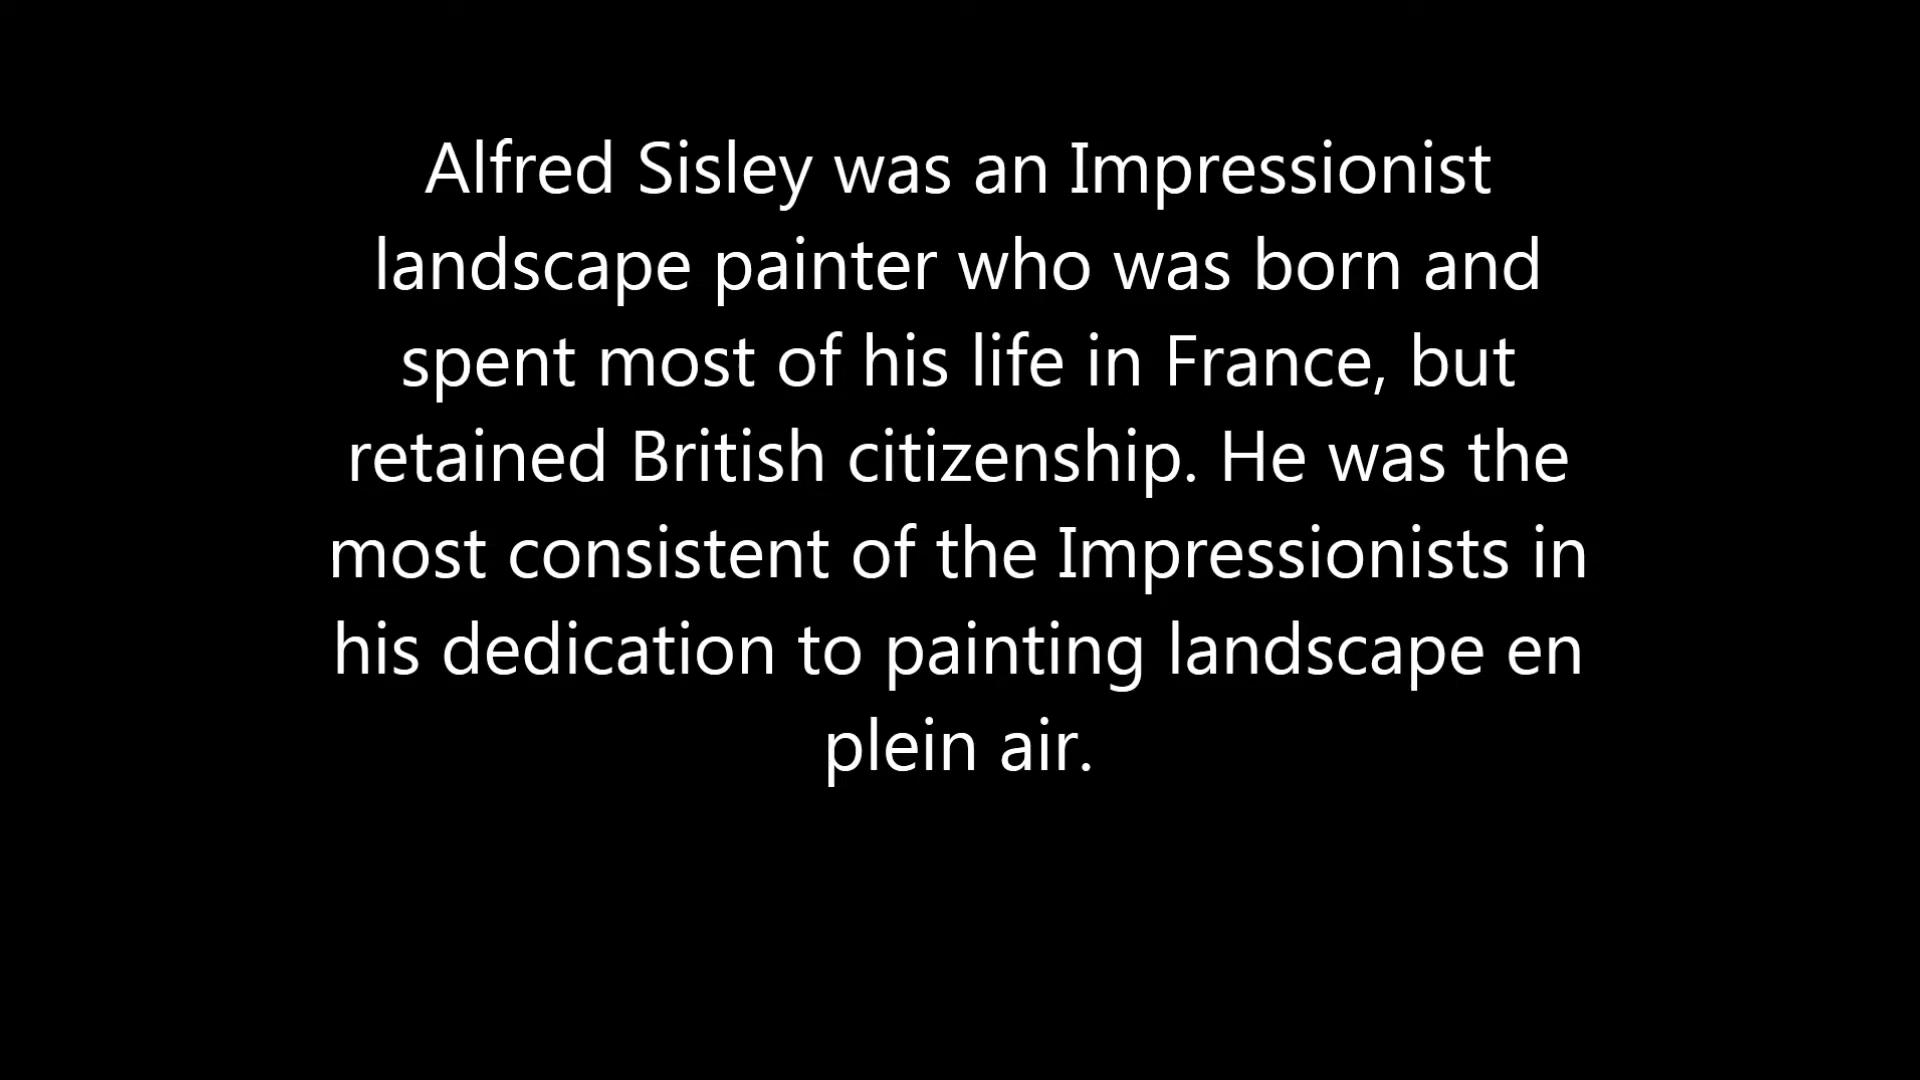 Alfred Sisley was an Impressionist
landscape painter who was born and
spent most of his life in France, but
retained British citizenship. He was the
most consistent of the Impressionists in
his dedication to painting landscape en
plein air.